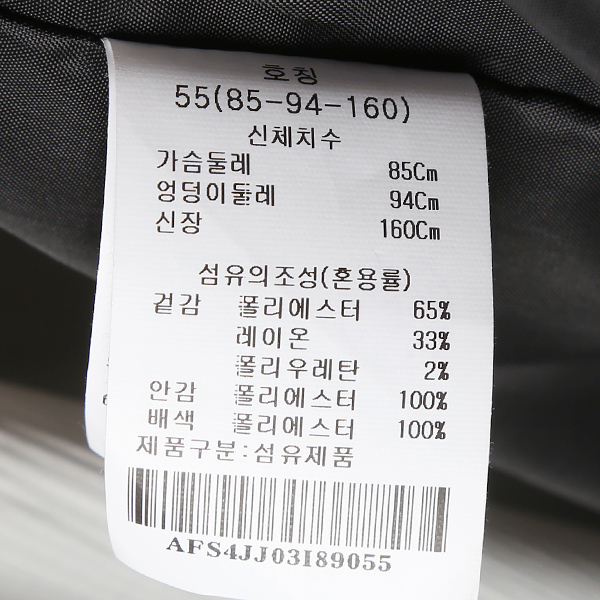 호칭
55(85-94-160)
신체치수
가슴둘레 85Cm
엉덩이둘레 94Cm
신장 160Cm
섬유의조성(혼용률)
겉감 폴리에스터 65%
레이온 33%
폴리우레탄 2%
안감 폴리에스터 100%
배색 폴리에스터 100%
제품구분:섬유제품
AFS4JJ03I89055